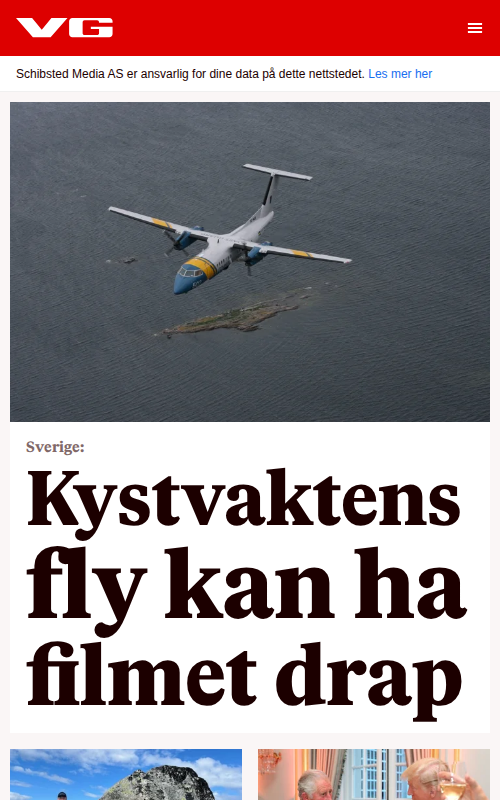 VG
Schibsted Media AS er ansvarlig for dine data på dette nettstedet. Les mer her
Sverige:
Kystvaktens
fly kan ha
filmet drap